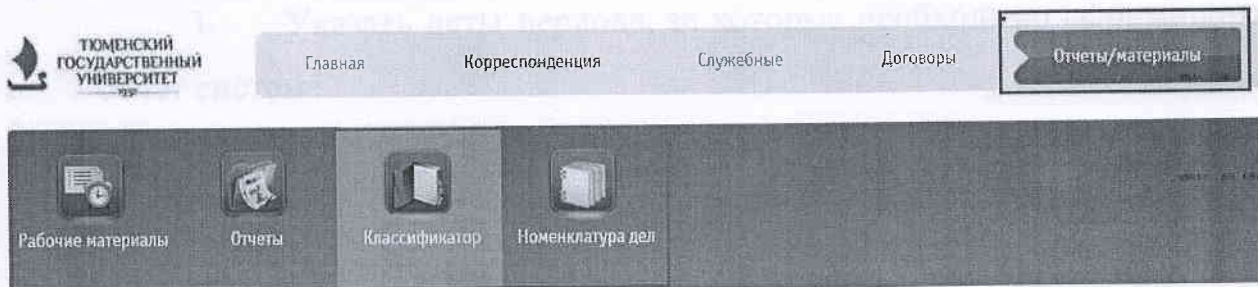 ТЮМЕНСКИЙ
ГОСУДАРСТВЕННЫЙ
УНИВЕРСИТЕТ
Главная Корреспонденция Служебные Договоры Отчеты/материалы
Рабочие материалы Отчеты Классификатор Номенклатура дел